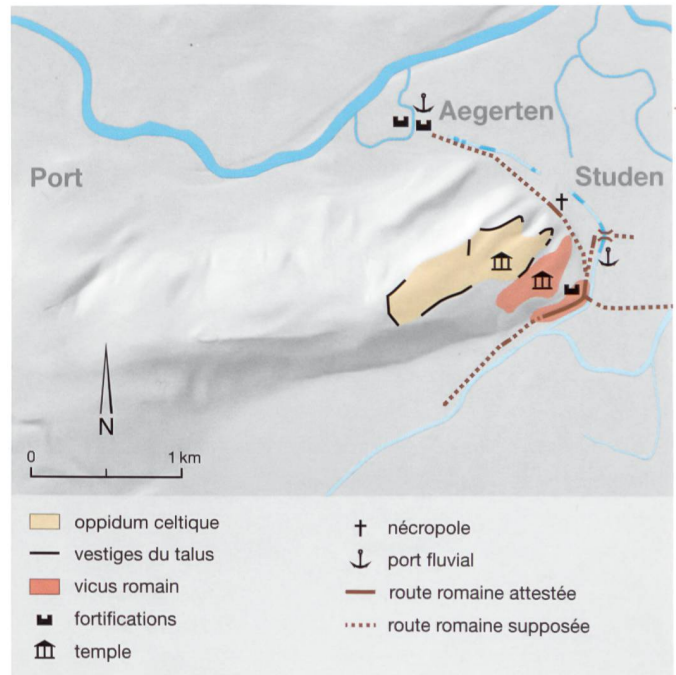 Aegerten
Port
Studen
N
0 1 km
oppidum celtique
vestiges du talus
vicus romain
fortifications
temple
nécropole
port fluvial
route romaine attestée
route romaine supposée